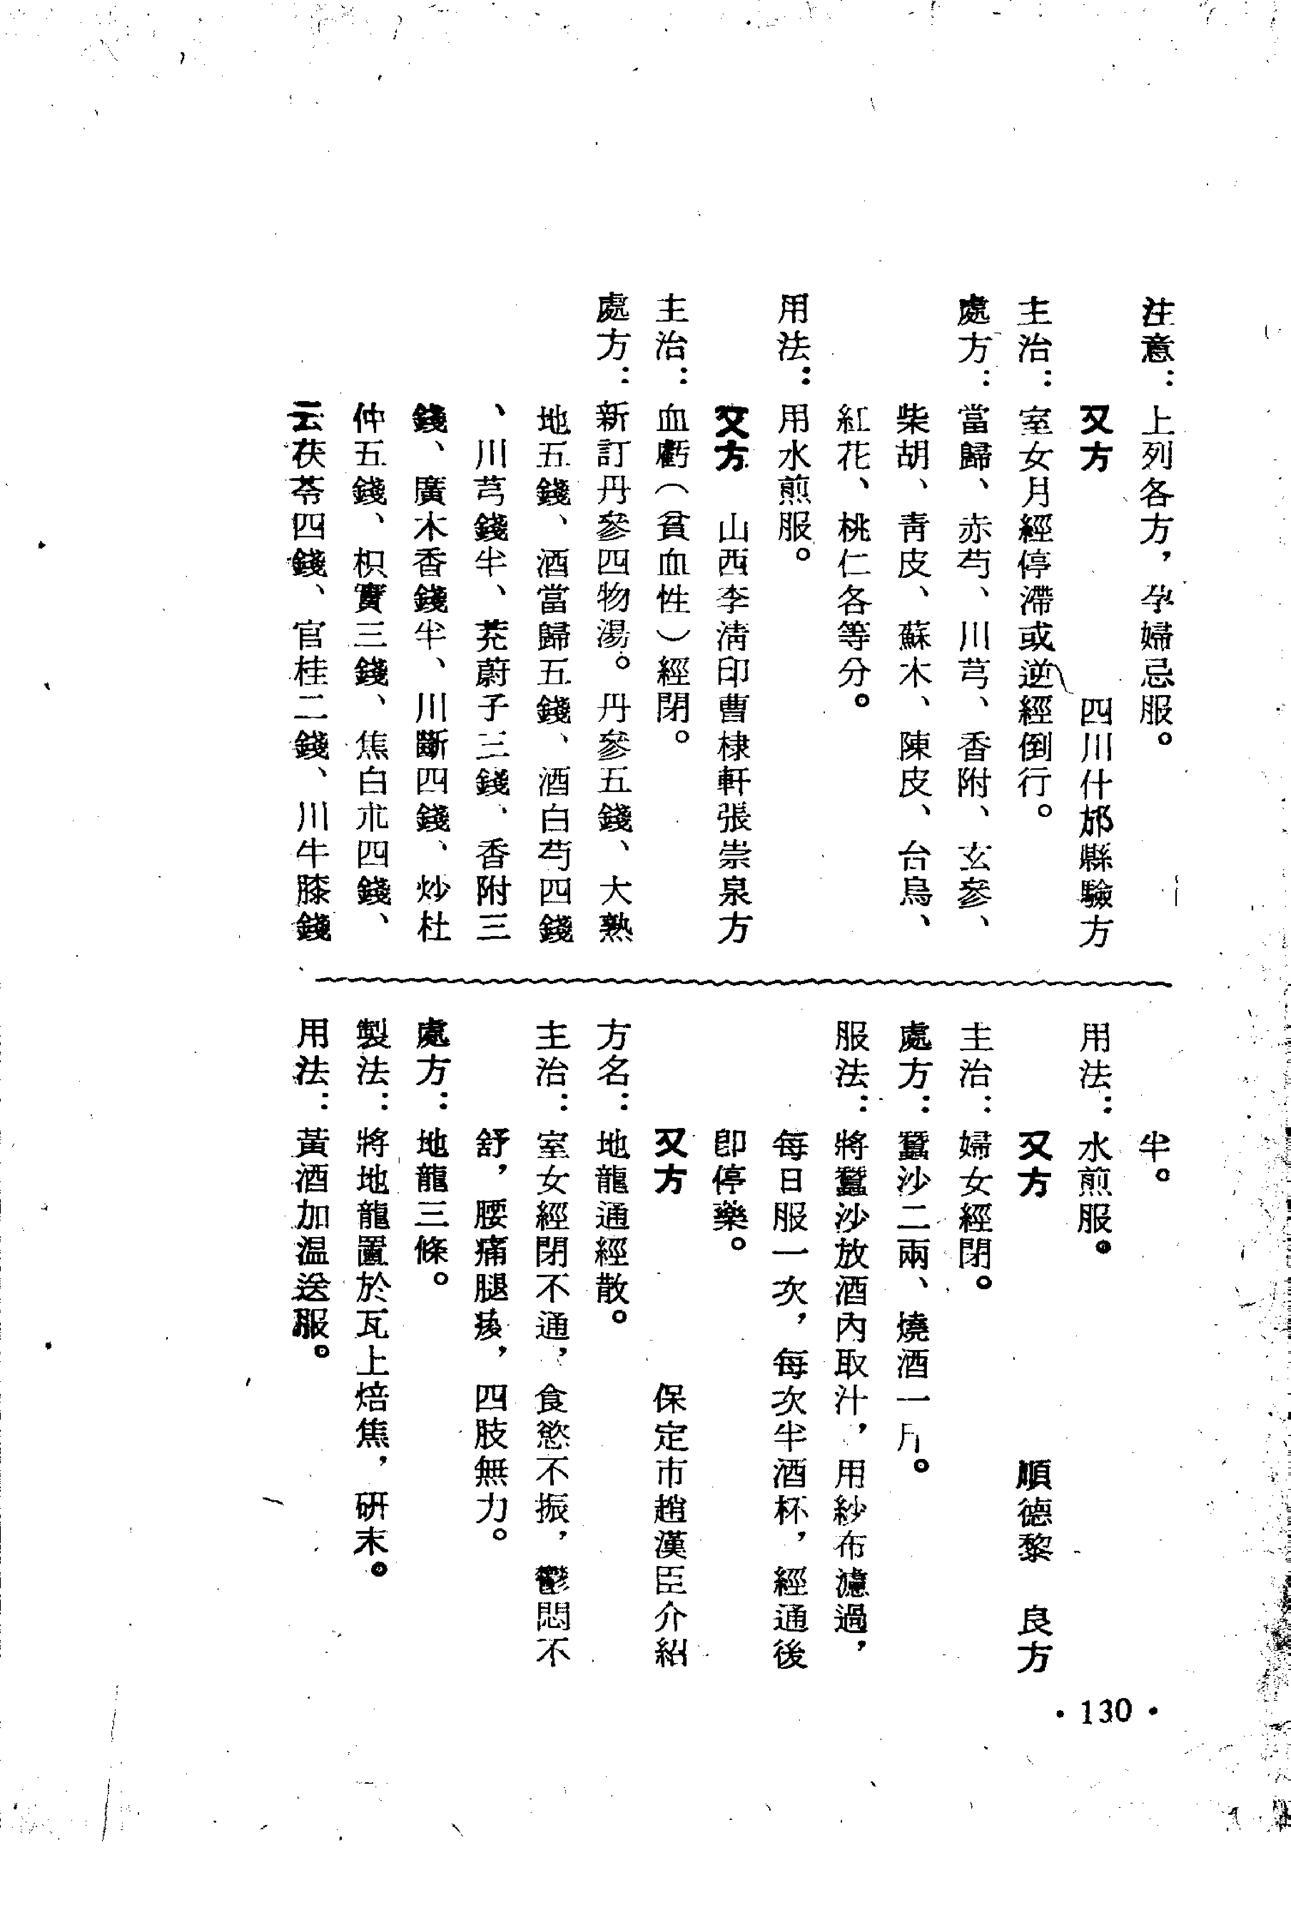 注意：上列各方，孕婦忌服。
又方　四川什邡縣驗方
主治：室女月經停滯或逆經倒行。
處方：當歸、赤芍、川芎、香附、玄參、
柴胡、靑皮、蘇木、陳皮、台烏、
紅花、桃仁各等分。
用法：用水煎服。
又方　山西李淸印曹棣軒張崇泉方
主治：血虧（貧血性）經閉。
處方：新訂丹參四物湯。丹參五錢、大熟
地五錢、酒當歸五錢、酒白芍四錢
、川芎錢半、茺蔚子三錢、香附三
錢、廣木香錢半、川斷四錢、炒杜
仲五錢、枳實三錢、焦白朮四錢、
云茯苓四錢、官桂二錢、川牛膝錢
半。
用法：水煎服。
又方　順德黎　良方
主治：婦女經閉。
處方：蠶沙二兩、燒酒一斤。
服法：將蠶沙放酒內取汁，用紗布濾過，
每日服一次，每次半酒杯，經通後
卽停藥。
又方　保定市趙漢臣介紹
方名：地龍通經散。
主治：室女經閉不通，食慾不振，鬱悶不
舒，腰痛腿痠，四肢無力。
處方：地龍三條。
製法：將地龍置於瓦上焙焦，研末。
用法：黃酒加温送服。
·130·